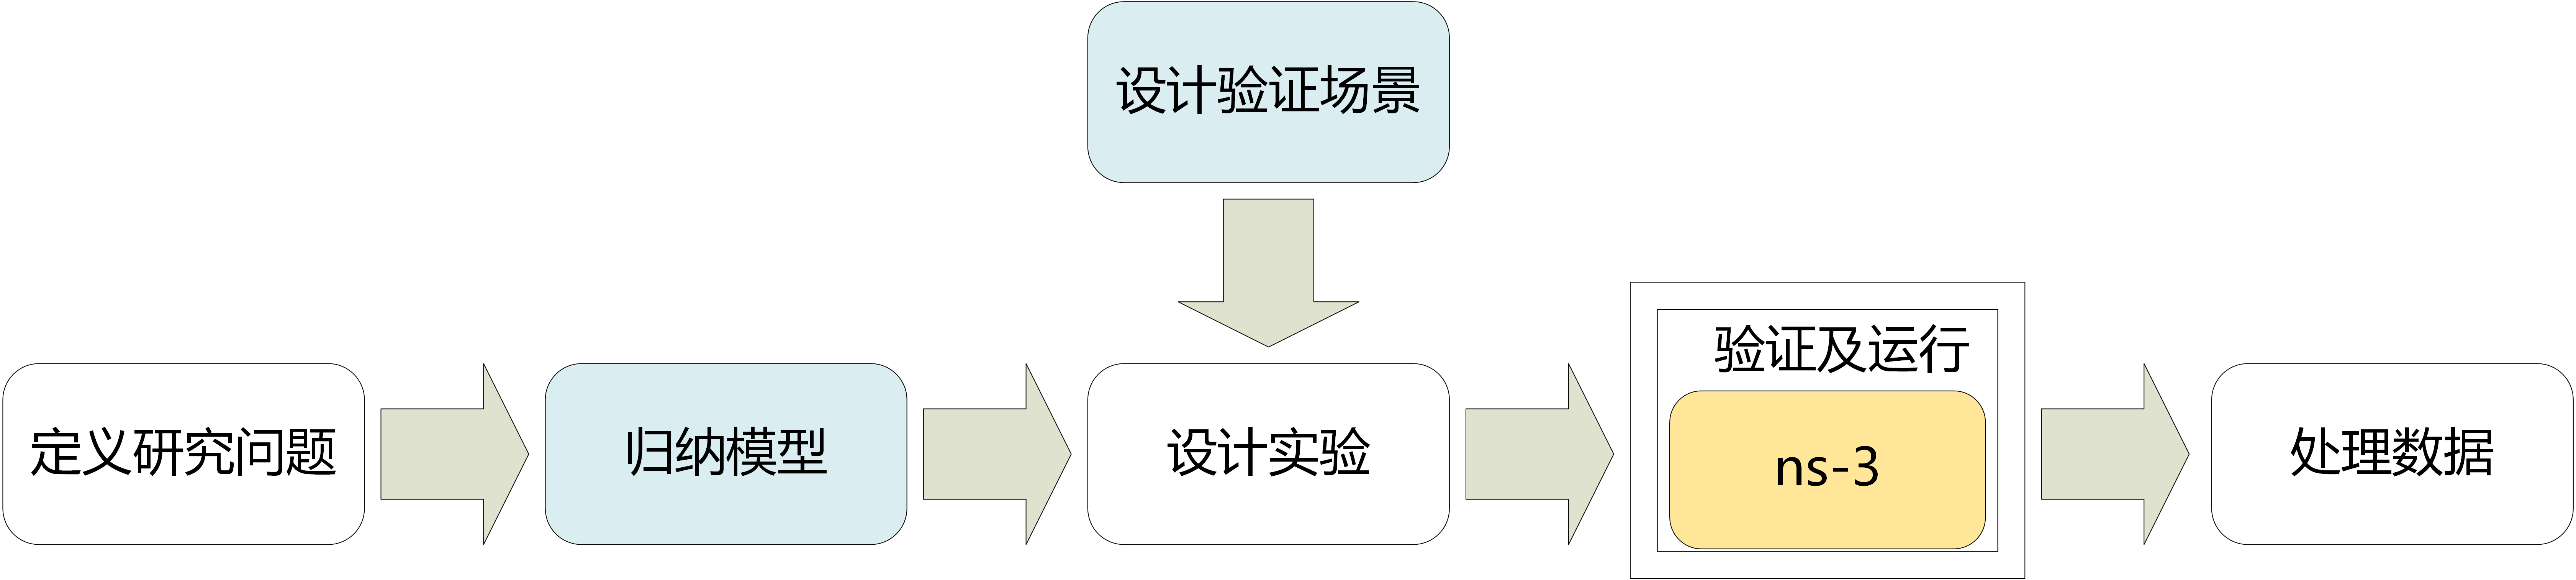 设计验证场景
定义研究问题
归纳模型
设计实验
验证及运行
ns-3
处理数据